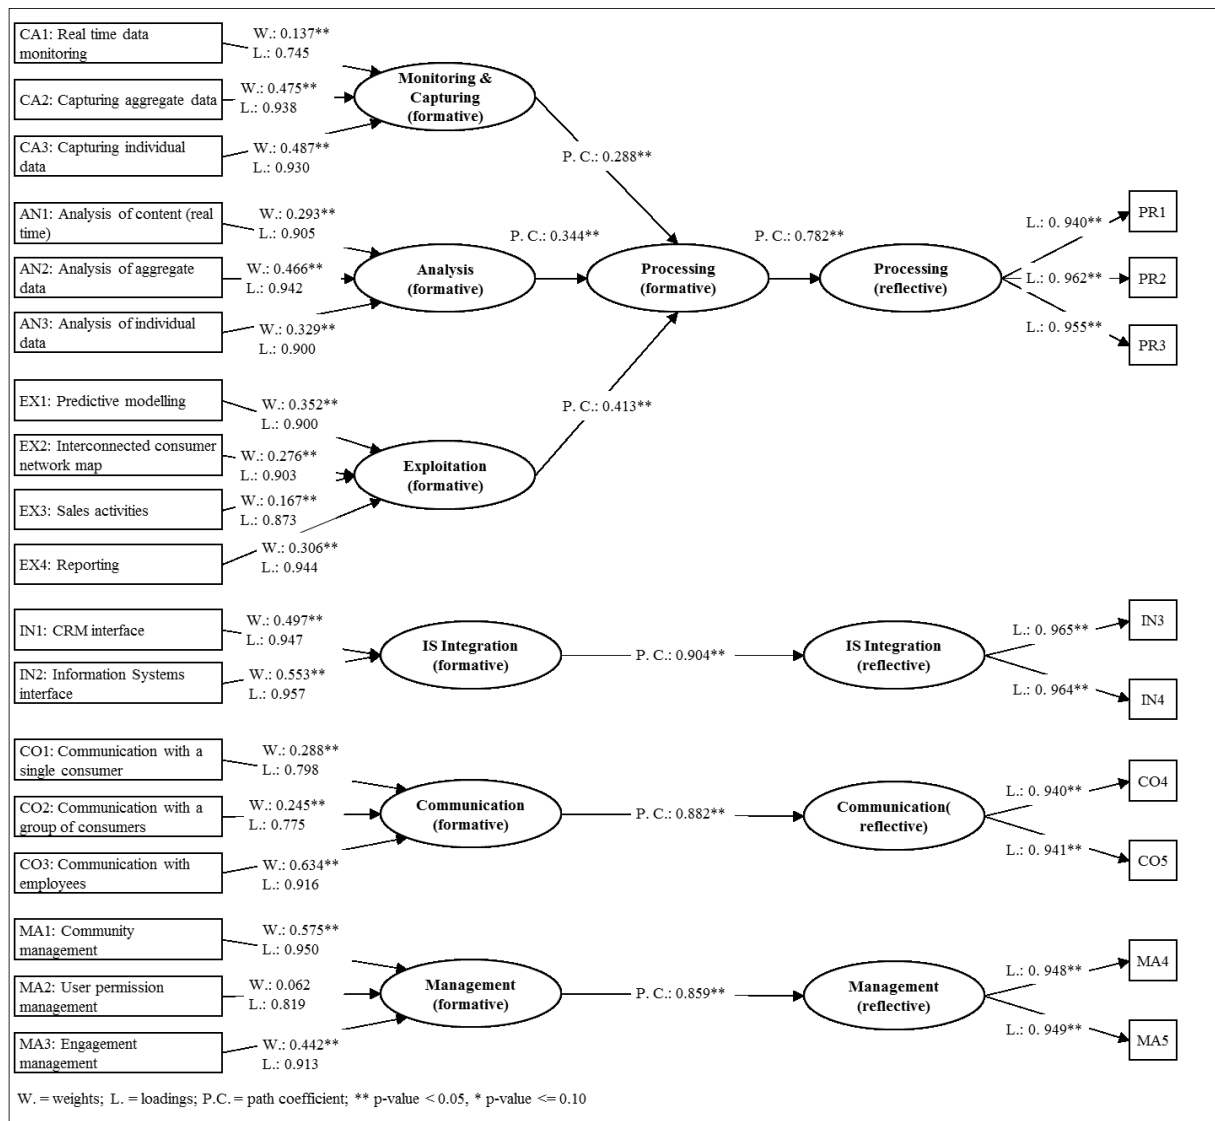 CA1: Real time data
monitoring
W.: 0.137**
L.: 0.745
CA2: Capturing aggregate data
W.: 0.475**
L.: 0.938
CA3: Capturing individual
data
W.: 0.487**
L.: 0.930
Monitoring &
Capturing
(formative)
P. C.: 0.288**
AN1: Analysis of content (real
time)
W.: 0.293**
L.: 0.905
AN2: Analysis of aggregate
data
W.: 0.466**
L.: 0.942
AN3: Analysis of individual
data
W.: 0.329**
L.: 0.900
Analysis
(formative)
P. C.: 0.344**
Processing
(formative)
P. C.: 0.782**
Processing
(reflective)
L.: 0. 940**
PR1
L.: 0. 962**
PR2
L.: 0. 955**
PR3
EX1: Predictive modelling
W.: 0.352**
L.: 0.900
EX2: Interconnected consumer
network map
W.: 0.276**
L.: 0.903
EX3: Sales activities
W.: 0.167**
L.: 0.873
EX4: Reporting
W.: 0.306**
L.: 0.944
Exploitation
(formative)
P. C.: 0.413**
IN1: CRM interface
W.: 0.497**
L.: 0.947
IN2: Information Systems
interface
W.: 0.553**
L.: 0.957
IS Integration
(formative)
P. C.: 0.904**
IS Integration
(reflective)
L.: 0. 965**
IN3
L.: 0. 964**
IN4
CO1: Communication with a
single consumer
W.: 0.288**
L.: 0.798
CO2: Communication with a
group of consumers
W.: 0.245**
L.: 0.775
CO3: Communication with
employees
W.: 0.634**
L.: 0.916
Communication
(formative)
P. C.: 0.882**
Communication(
reflective)
L.: 0. 940**
CO4
L.: 0. 941**
CO5
MA1: Community
management
W.: 0.575**
L.: 0.950
MA2: User permission
management
W.: 0.062
L.: 0.819
MA3: Engagement
management
W.: 0.442**
L.: 0.913
Management
(formative)
P. C.: 0.859**
Management
(reflective)
L.: 0. 948**
MA4
L.: 0. 949**
MA5
W. = weights; L. = loadings; P.C. = path coefficient; ** p-value < 0.05, * p-value <= 0.10